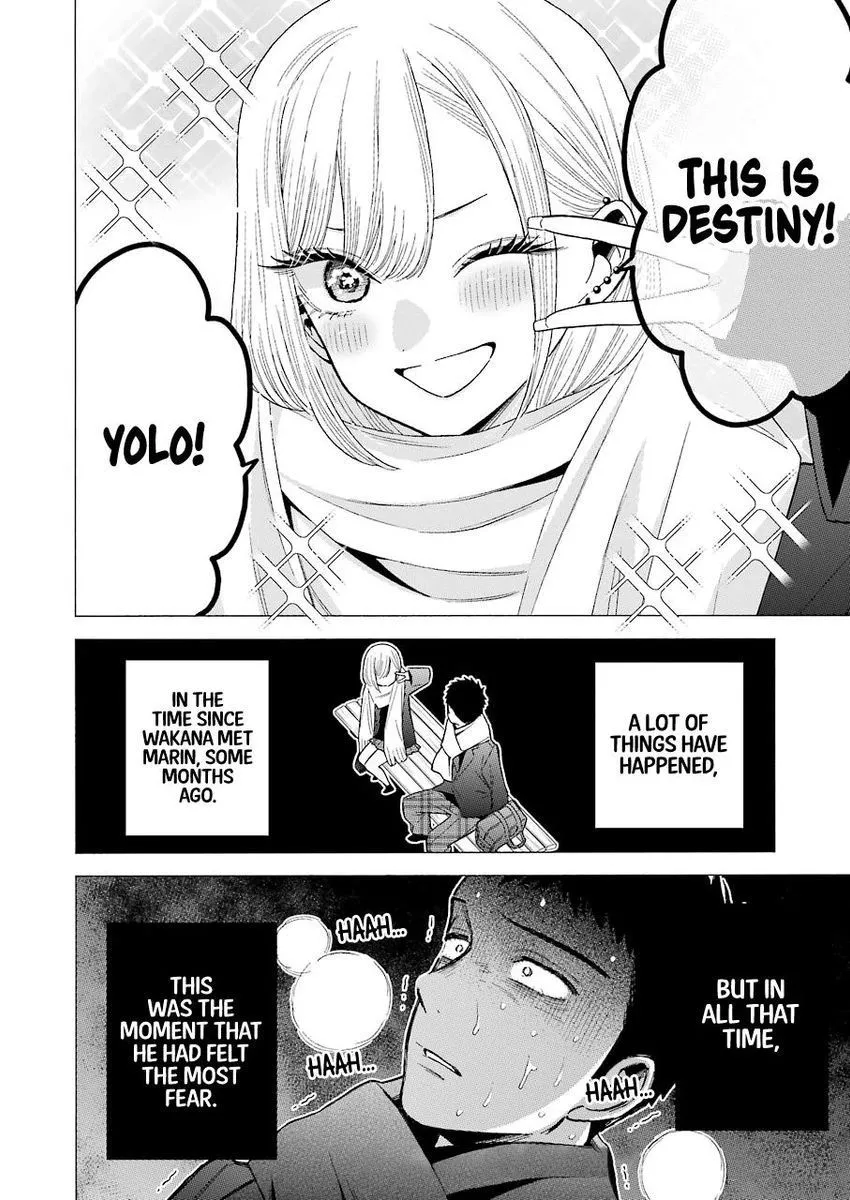 THIS IS
DESTINY!
YOLO!
A LOT OF
THINGS HAVE
HAPPENED,
IN THE
TIME SINCE
WAKANA MET
MARIN, SOME
MONTHS
AGO.
BUT IN
ALL THAT
TIME,
HAAH...
HAAH...
HAAH...
THIS
WAS THE
MOMENT THAT
HE HAD FELT
THE MOST
FEAR.